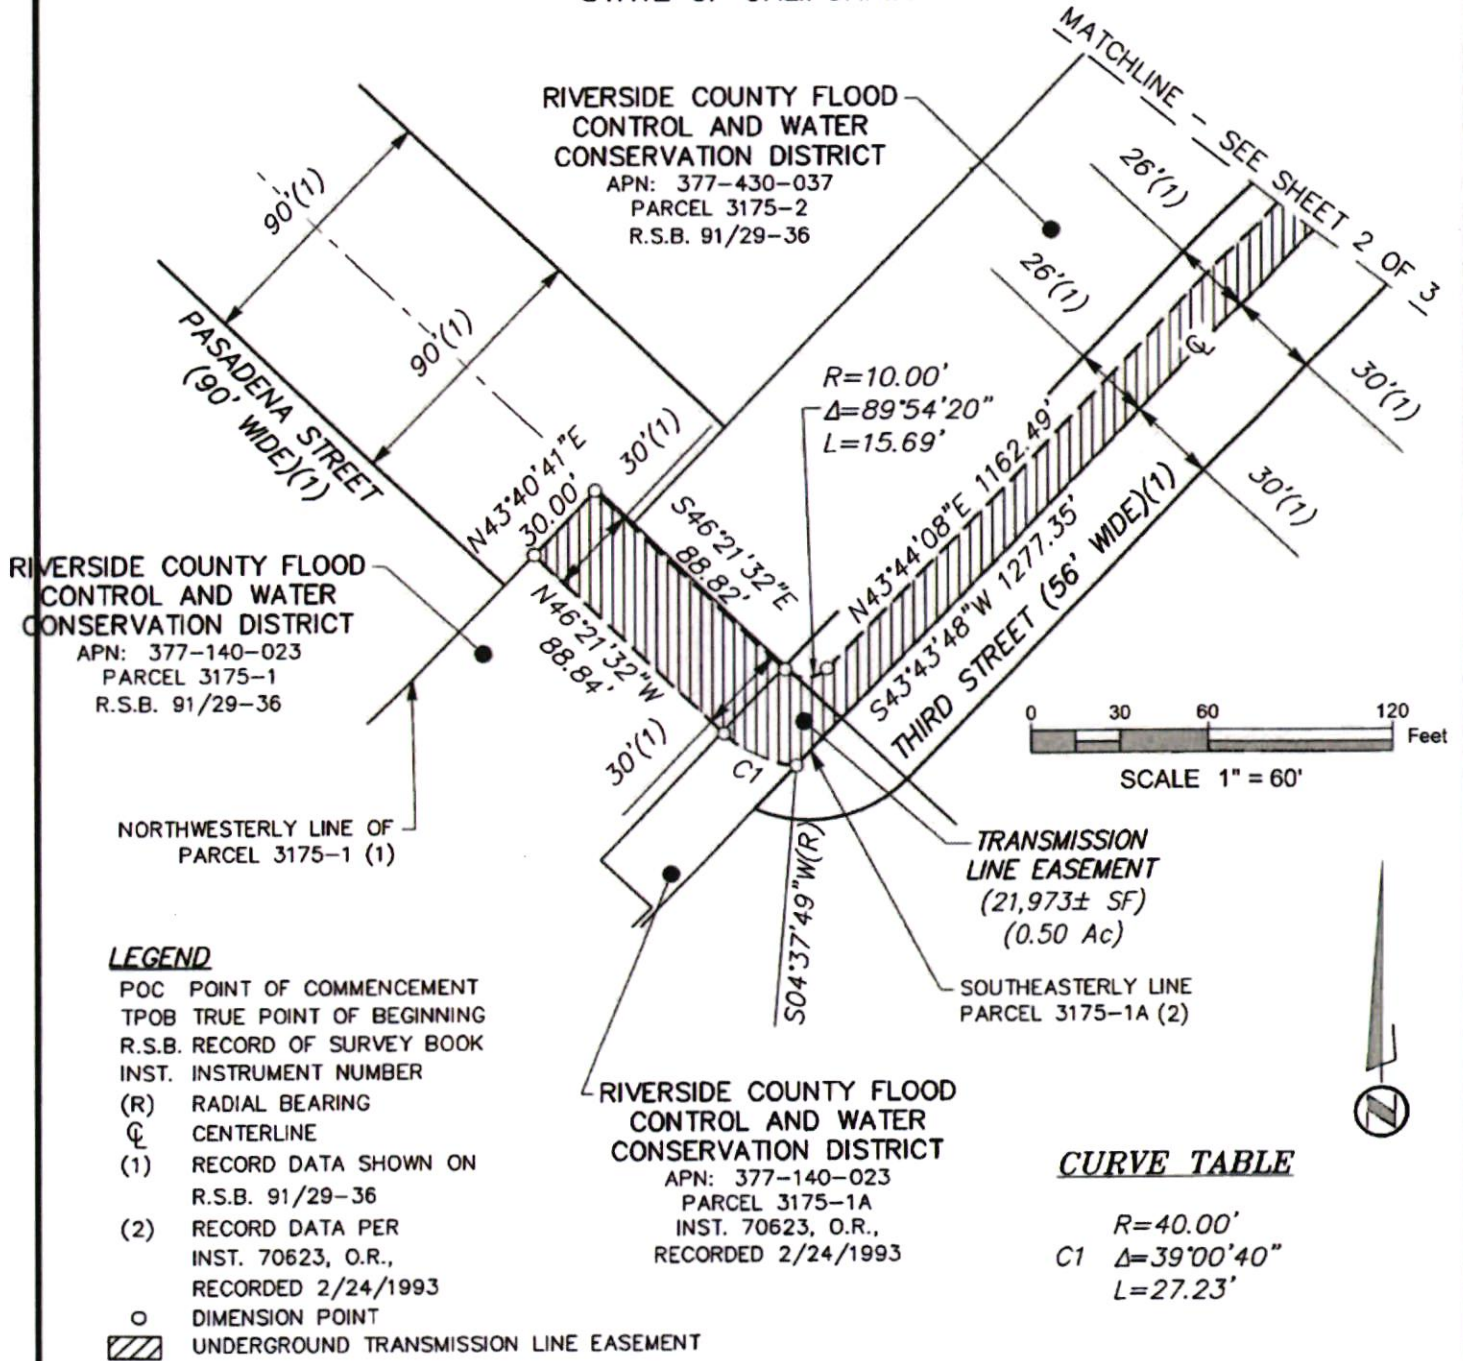 MATCHLINE - SEE SHEET 2 OF 3
RIVERSIDE COUNTY FLOOD
CONTROL AND WATER
CONSERVATION DISTRICT
APN: 377-430-037
PARCEL 3175-2
R.S.B. 91/29-36
90'(1)
90'(1)
26'(1)
26'(1)
30'(1)
30'(1)
PASADENA STREET
(90' WIDE)(1)
R=10.00'
Δ=89°54'20"
L=15.69'
N43°40'41"E
30.00'
30'(1)
S46°21'32"E
88.82'
N43°44'08"E 1162.49'
S43°43'48"W 1277.35'
THIRD STREET (56' WIDE)(1)
℄
RIVERSIDE COUNTY FLOOD
CONTROL AND WATER
CONSERVATION DISTRICT
APN: 377-140-023
PARCEL 3175-1
R.S.B. 91/29-36
N46°21'32"W
88.84'
30'(1)
C1
0 30 60 120
Feet
SCALE 1" = 60'
NORTHWESTERLY LINE OF
PARCEL 3175-1 (1)
S04°37'49"W(R)
TRANSMISSION
LINE EASEMENT
(21,973± SF)
(0.50 Ac)
SOUTHEASTERLY LINE
PARCEL 3175-1A (2)
LEGEND
POC POINT OF COMMENCEMENT
TPOB TRUE POINT OF BEGINNING
R.S.B. RECORD OF SURVEY BOOK
INST. INSTRUMENT NUMBER
(R) RADIAL BEARING
℄ CENTERLINE
(1) RECORD DATA SHOWN ON
R.S.B. 91/29-36
(2) RECORD DATA PER
INST. 70623, O.R.,
RECORDED 2/24/1993
DIMENSION POINT
UNDERGROUND TRANSMISSION LINE EASEMENT
RIVERSIDE COUNTY FLOOD
CONTROL AND WATER
CONSERVATION DISTRICT
APN: 377-140-023
PARCEL 3175-1A
INST. 70623, O.R.,
RECORDED 2/24/1993
N
CURVE TABLE
R=40.00'
C1 Δ=39°00'40"
L=27.23'